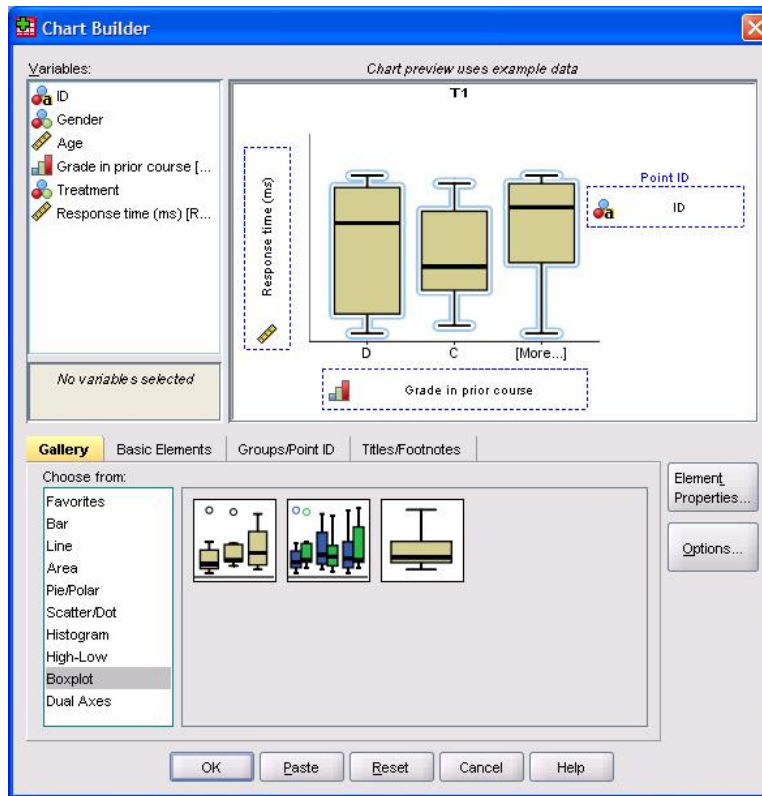 Chart Builder
Variables:
ID
Gender
Age
Grade in prior course [...
Treatment
Response time (ms) [R...
No variables selected
Chart preview uses example data
T1
Response time (ms)
D
C
[More...]
Grade in prior course
Point ID
ID
Gallery
Basic Elements
Groups/Point ID
Titles/Footnotes
Choose from:
Favorites
Bar
Line
Area
Pie/Polar
Scatter/Dot
Histogram
High-Low
Boxplot
Dual Axes
Element Properties...
Options...
OK
Paste
Reset
Cancel
Help